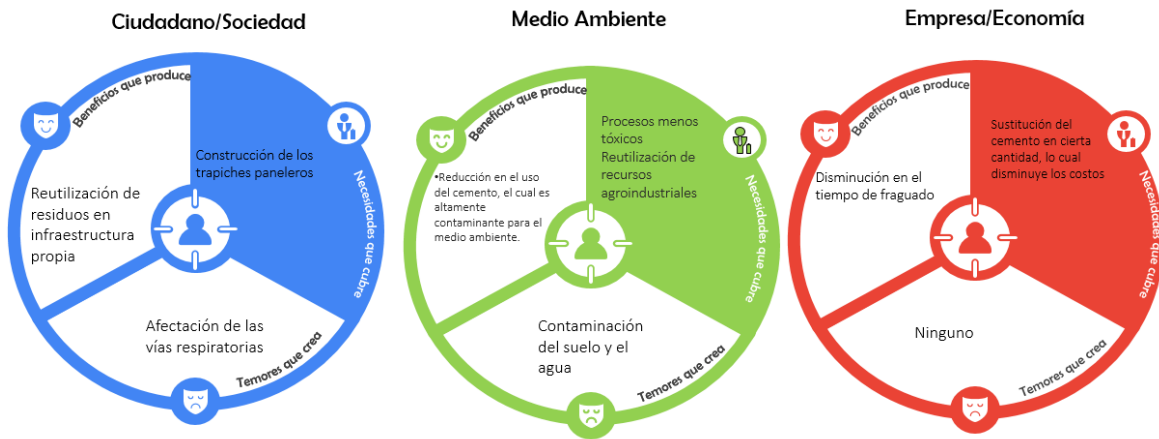 Ciudadano/Sociedad
Beneficios que produce
Construcción de los
trapiches paneleros
Necesidades que cubre
Reutilización de
residuos en
infraestructura
propia
Afectación de las
vías respiratorias
Temores que crea
Medio Ambiente
Beneficios que produce
Procesos menos
tóxicos
Reutilización de
recursos
agroindustriales
Necesidades que cubre
•Reducción en el uso
del cemento, el cual es
altamente
contaminante para el
medio ambiente.
Contaminación
del suelo y el
agua
Temores que crea
Empresa/Economía
Beneficios que produce
Sustitución del
cemento en cierta
cantidad, lo cual
disminuye los costos
Necesidades que cubre
Disminución en el
tiempo de fraguado
Ninguno
Temores que crea